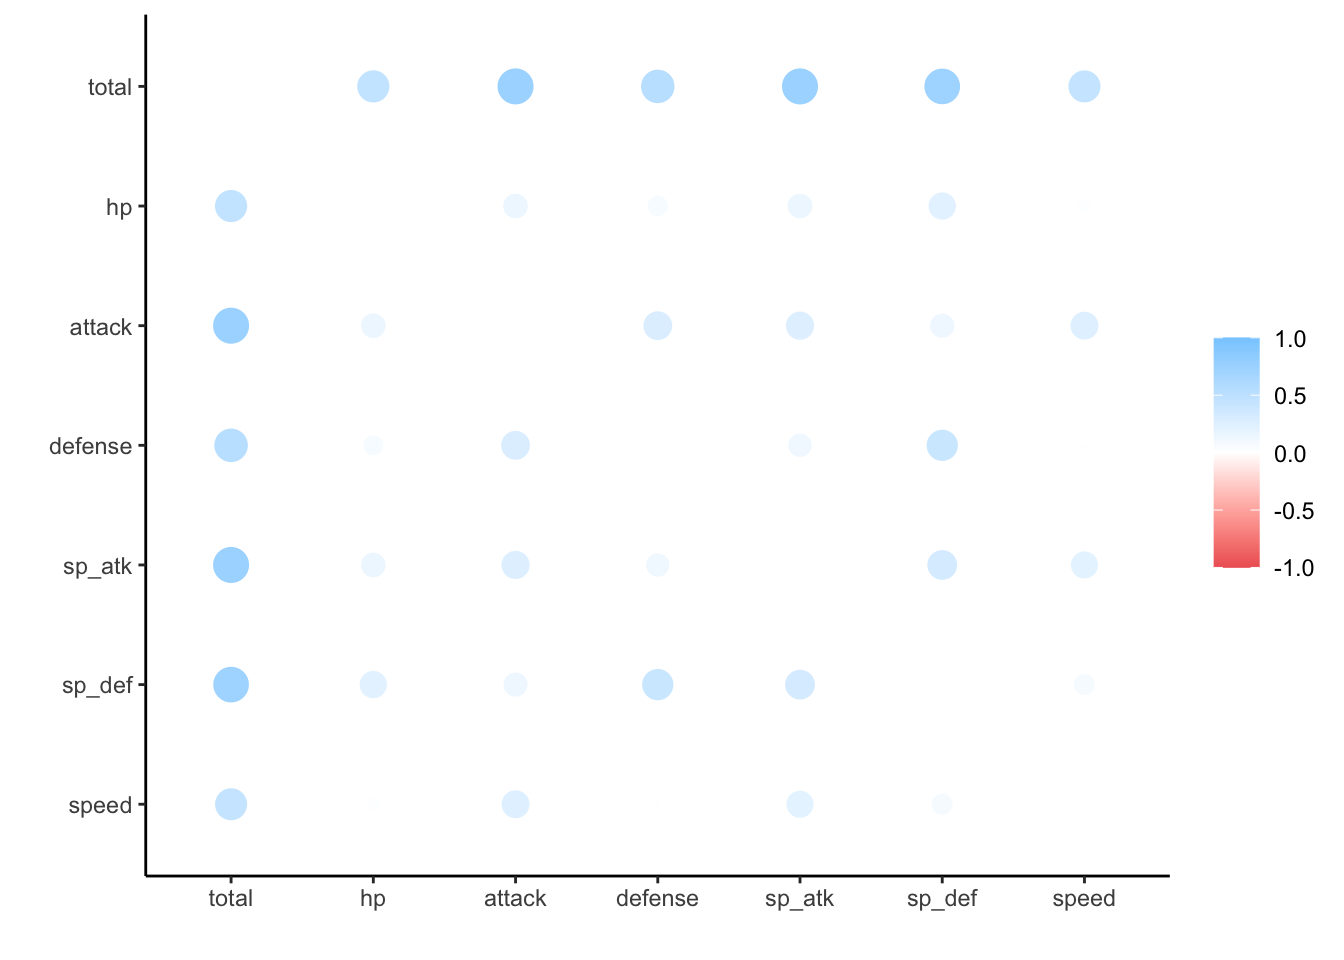 total
hp
attack
defense
sp_atk
sp_def
speed
total hp attack defense sp_atk sp_def speed
1.0
0.5
0.0
-0.5
-1.0